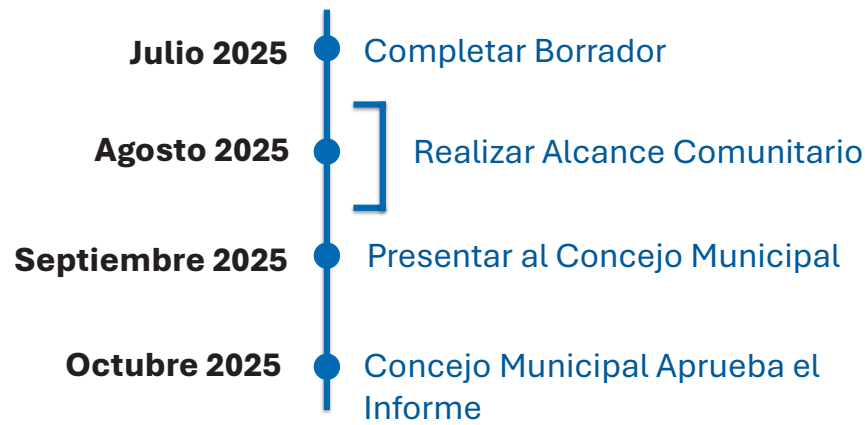 Julio 2025 Completar Borrador
Agosto 2025 Realizar Alcance Comunitario
Septiembre 2025 Presentar al Concejo Municipal
Octubre 2025 Concejo Municipal Aprueba el
Informe